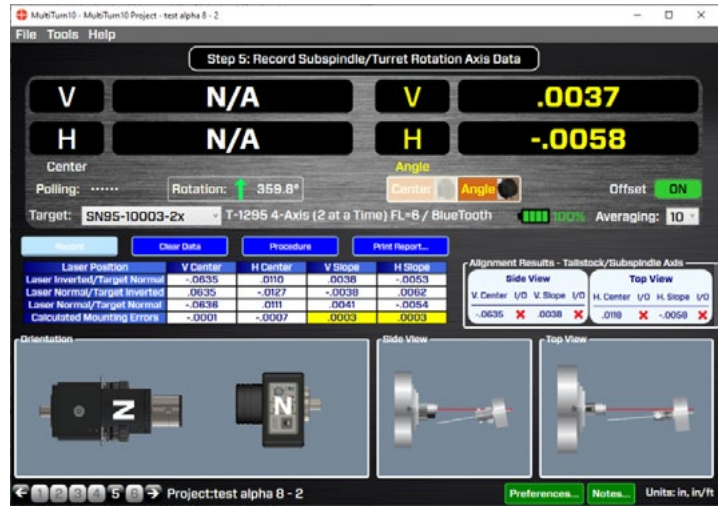 MultiTurn10 - MultiTurn10 Project - test alpha 8 - 2
File Tools Help
Step 5: Record Subspindle/Turret Rotation Axis Data
V N/A V .0037
H N/A H -.0058
Center Angle
Polling: ...... Rotation: 359.8° Center Angle Offset ON
Target: SN95-10003-2x T-1295 4-Axis (2 at a Time) FL=6 / BlueTooth 100% Averaging: 10
Record Clear Data Procedure Print Report...
Alignment Results - Tailstock/Subspindle Axis
Laser Position V Center H Center V Slope H Slope
Laser Inverted/Target Normal -.0635 .0110 .0038 -.0053
Laser Normal/Target Inverted .0635 -.0127 -.0038 .0062
Laser Normal/Target Normal -.0636 .0111 .0041 -.0054
Calculated Mounting Errors -.0001 -.0007 .0003 .0003
Side View Top View
V. Center I/O V. Slope I/O H. Center I/O H. Slope I/O
-.0635 .0038 .0118 -.0058
Orientation Side View Top View
N N
1 2 3 4 5 6 Project:test alpha 8 - 2 Preferences... Notes... Units: in, in/ft